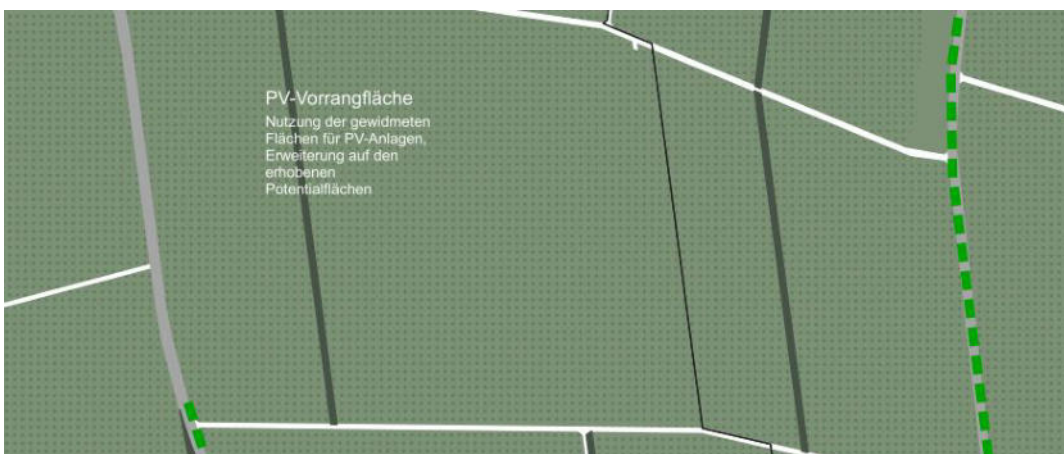 PV-Vorrangfläche
Nutzung der gewidmeten
Flächen für PV-Anlagen,
Erweiterung auf den
erhobenen
Potentialflächen